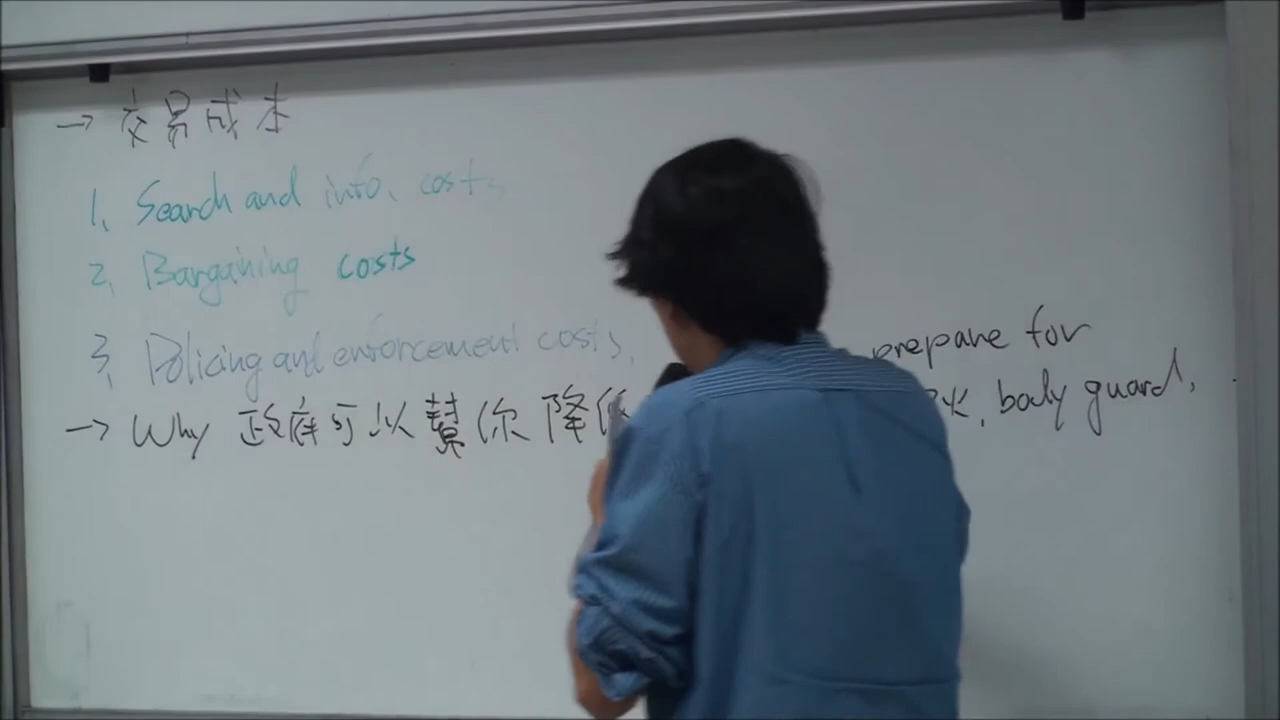 → 交易成本
1. Search and info. costs
2. Bargaining costs
3. Policing and enforcement costs.
prepare for
body guard,
→ Why 政府可以幫你降低